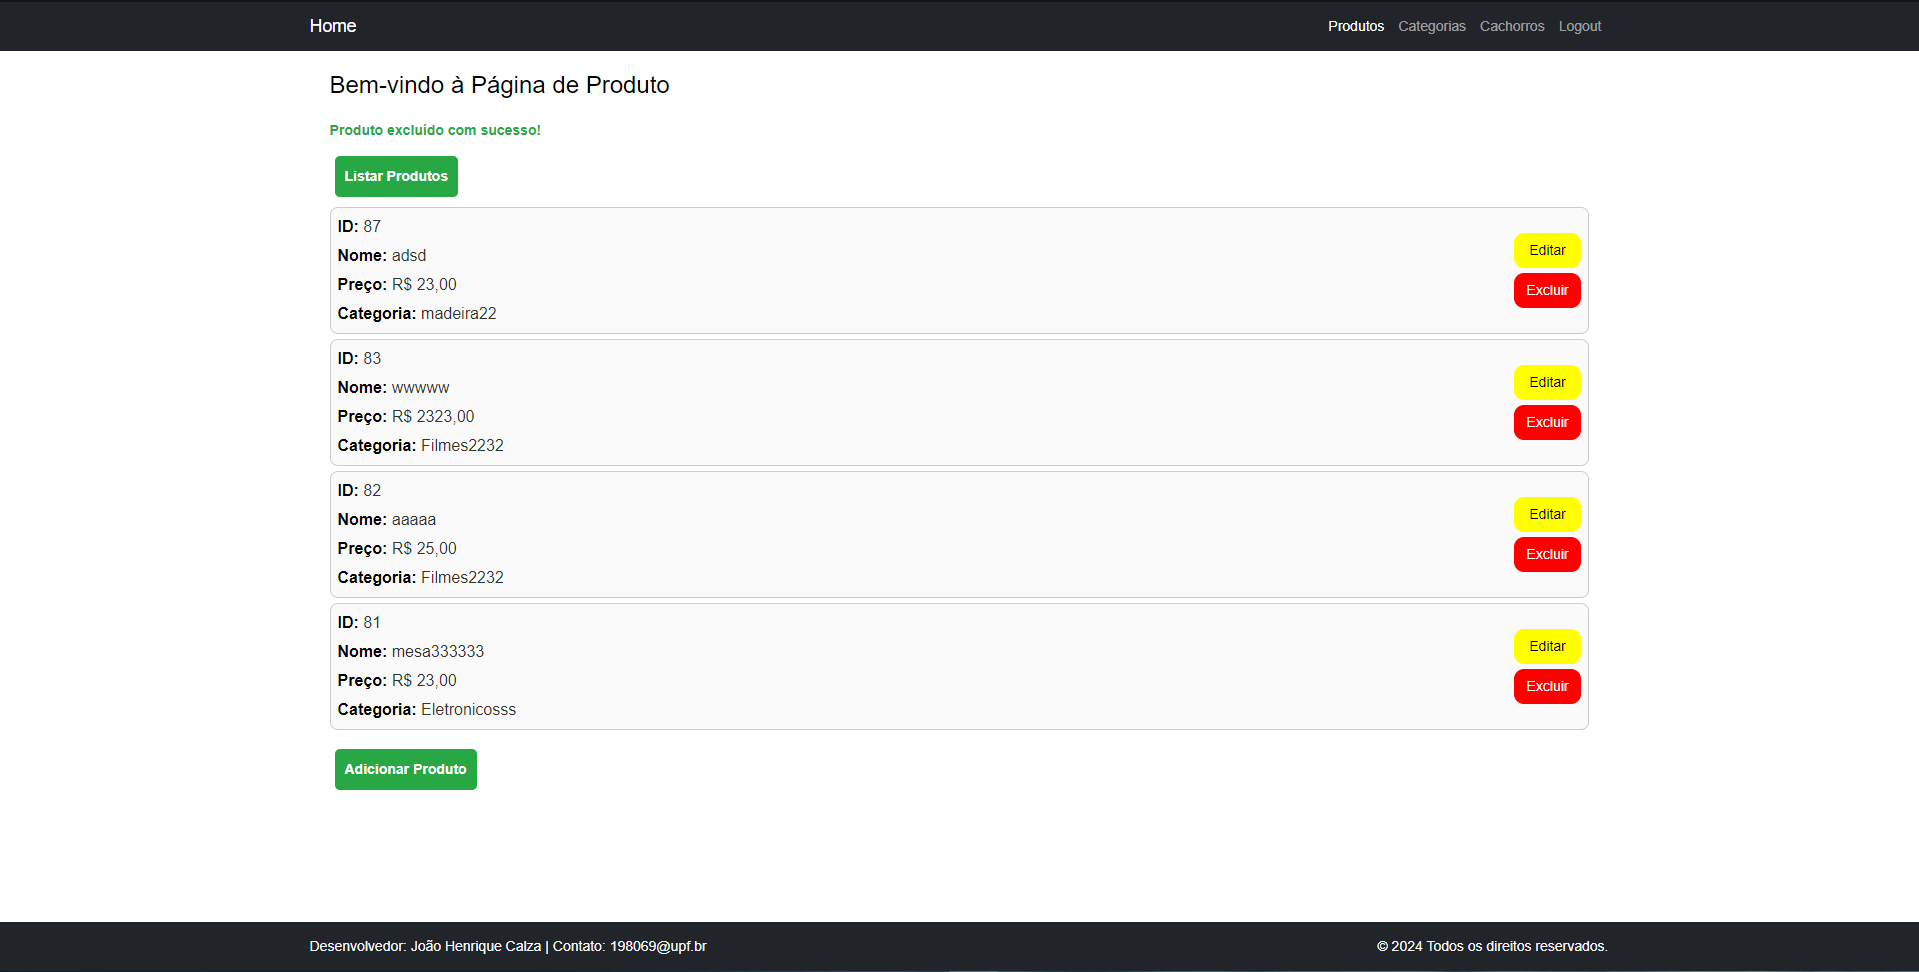 Home Produtos Categorias Cachorros Logout
Bem-vindo à Página de Produto
Produto excluído com sucesso!
Listar Produtos
ID: 87
Nome: adsd
Preço: R$ 23,00
Categoria: madeira22
Editar
Excluir
ID: 83
Nome: wwwww
Preço: R$ 2323,00
Categoria: Filmes2232
Editar
Excluir
ID: 82
Nome: aaaaa
Preço: R$ 25,00
Categoria: Filmes2232
Editar
Excluir
ID: 81
Nome: mesa333333
Preço: R$ 23,00
Categoria: Eletronicosss
Editar
Excluir
Adicionar Produto
Desenvolvedor: João Henrique Calza | Contato: 198069@upf.br © 2024 Todos os direitos reservados.